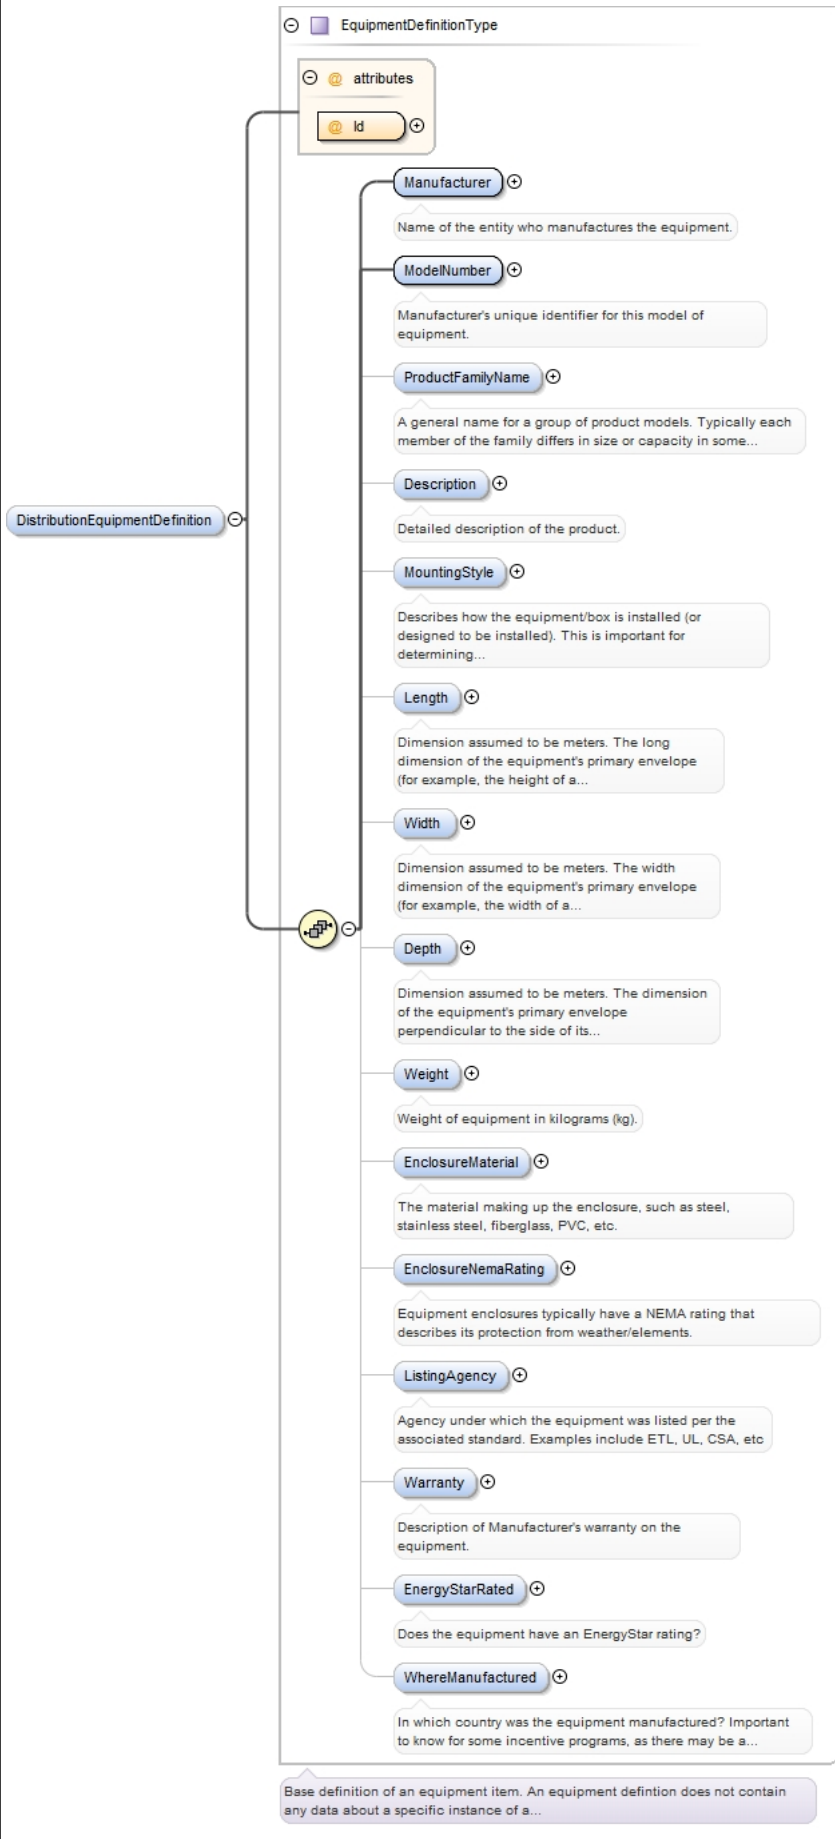 EquipmentDefinitionType
@ attributes
@ Id
Manufacturer
Name of the entity who manufactures the equipment.
ModelNumber
Manufacturer's unique identifier for this model of
equipment.
ProductFamilyName
A general name for a group of product models. Typically each
member of the family differs in size or capacity in some...
Description
DistributionEquipmentDefinition
Detailed description of the product.
MountingStyle
Describes how the equipment/box is installed (or
designed to be installed). This is important for
determining...
Length
Dimension assumed to be meters. The long
dimension of the equipment's primary envelope
(for example, the height of a...
Width
Dimension assumed to be meters. The width
dimension of the equipment's primary envelope
(for example, the width of a...
Depth
Dimension assumed to be meters. The dimension
of the equipment's primary envelope
perpendicular to the side of its...
Weight
Weight of equipment in kilograms (kg).
EnclosureMaterial
The material making up the enclosure, such as steel,
stainless steel, fiberglass, PVC, etc.
EnclosureNemaRating
Equipment enclosures typically have a NEMA rating that
describes its protection from weather/elements.
ListingAgency
Agency under which the equipment was listed per the
associated standard. Examples include ETL, UL, CSA, etc
Warranty
Description of Manufacturer's warranty on the
equipment.
EnergyStarRated
Does the equipment have an EnergyStar rating?
WhereManufactured
In which country was the equipment manufactured? Important
to know for some incentive programs, as there may be a...
Base definition of an equipment item. An equipment defintion does not contain
any data about a specific instance of a...